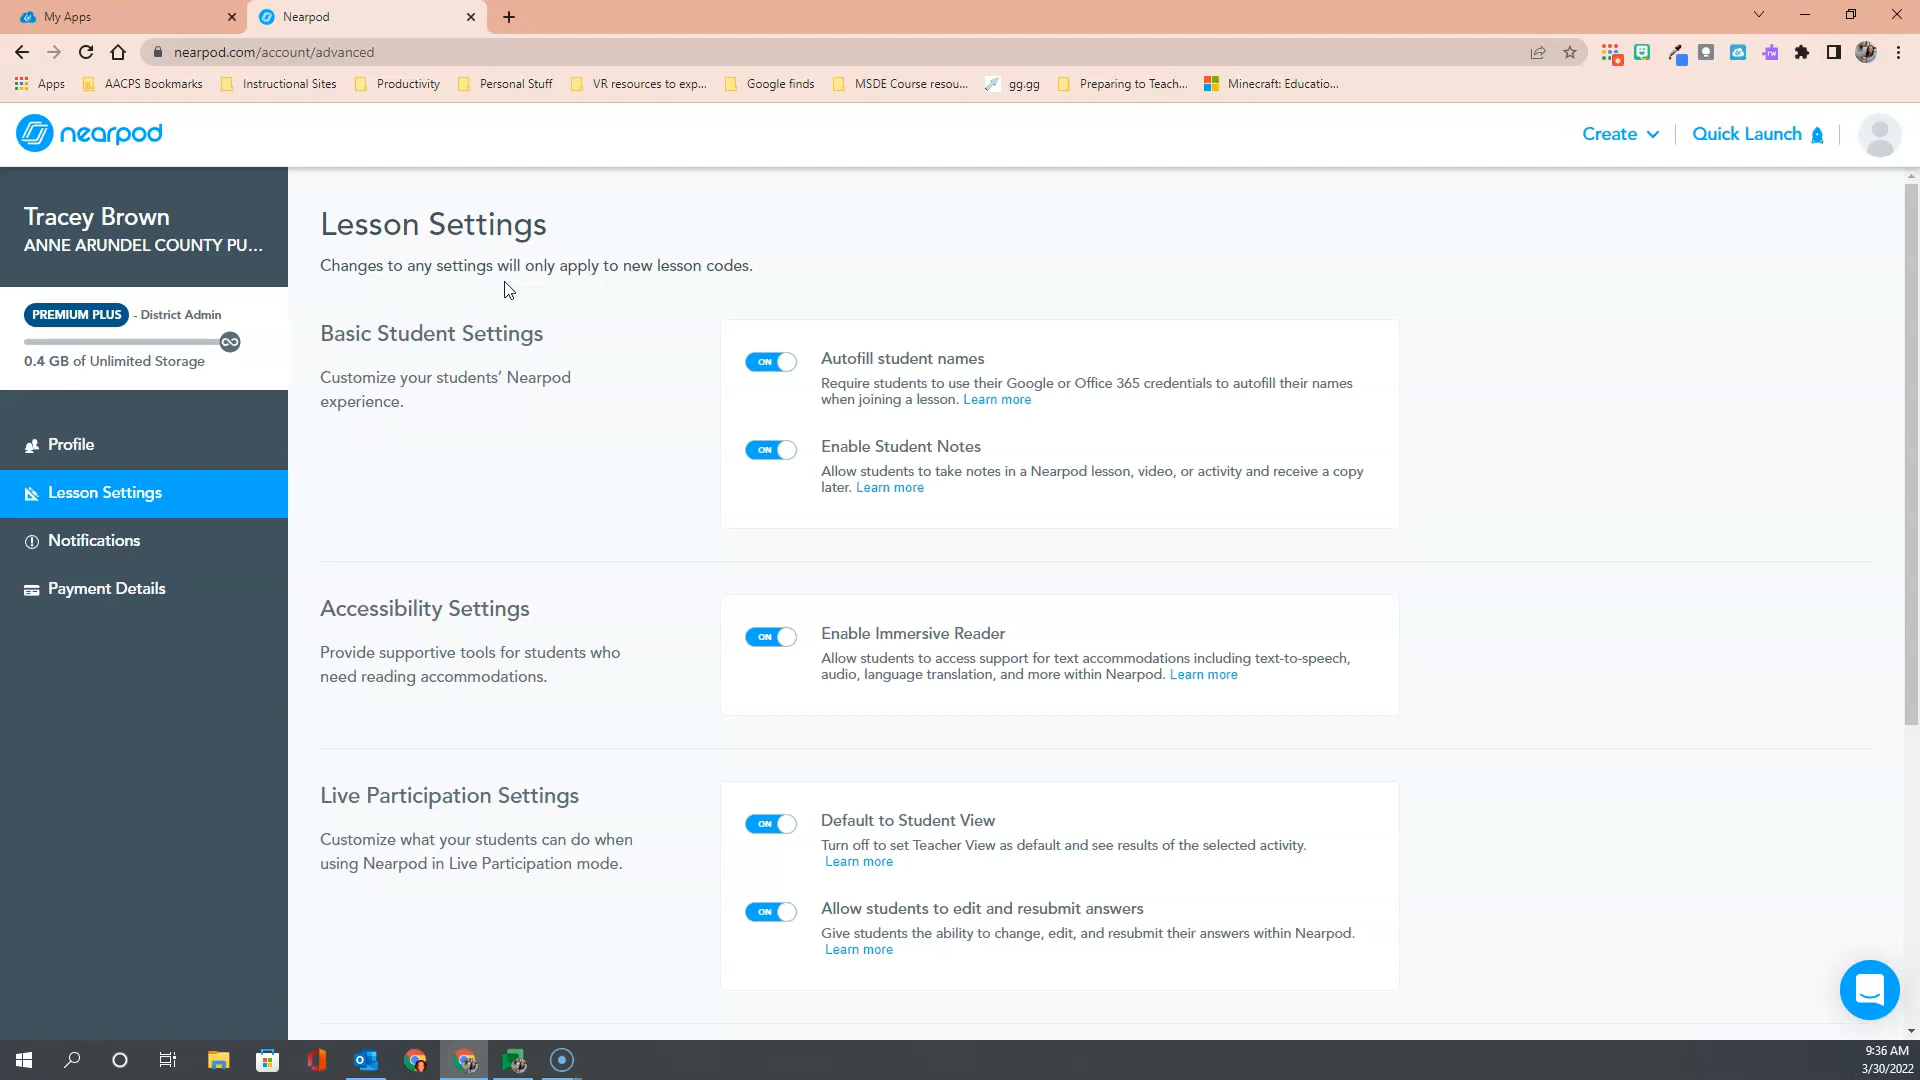 My Apps
Nearpod
nearpod.com/account/advanced
Apps
AACPS Bookmarks
Instructional Sites
Productivity
Personal Stuff
VR resources to exp...
Google finds
MSDE Course resou...
gg.gg
Preparing to Teach...
Minecraft: Educatio...
nearpod
Create
Quick Launch
Tracey Brown
ANNE ARUNDEL COUNTY PU...
PREMIUM PLUS - District Admin
0.4 GB of Unlimited Storage
Profile
Lesson Settings
Notifications
Payment Details
Lesson Settings
Changes to any settings will only apply to new lesson codes.
Basic Student Settings
Customize your students’ Nearpod
experience.
ON
Autofill student names
Require students to use their Google or Office 365 credentials to autofill their names
when joining a lesson. Learn more
ON
Enable Student Notes
Allow students to take notes in a Nearpod lesson, video, or activity and receive a copy
later. Learn more
Accessibility Settings
Provide supportive tools for students who
need reading accommodations.
ON
Enable Immersive Reader
Allow students to access support for text accommodations including text-to-speech,
audio, language translation, and more within Nearpod. Learn more
Live Participation Settings
Customize what your students can do when
using Nearpod in Live Participation mode.
ON
Default to Student View
Turn off to set Teacher View as default and see results of the selected activity.
Learn more
ON
Allow students to edit and resubmit answers
Give students the ability to change, edit, and resubmit their answers within Nearpod.
Learn more
9:36 AM
3/30/2022